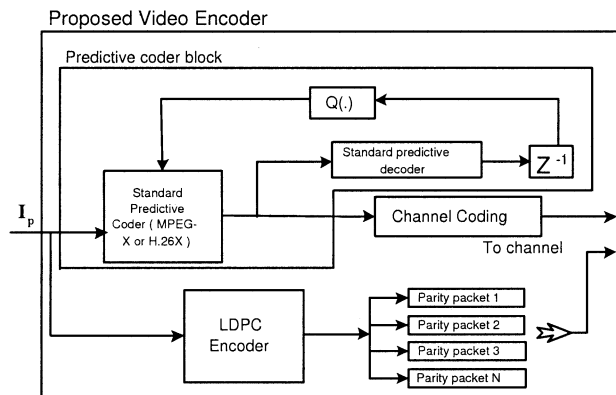 Proposed Video Encoder
Predictive coder block
Q(.)
Standard predictive
decoder
Z -1
Standard
Predictive
Coder ( MPEG-
X or H.26X )
Ip
Channel Coding
To channel
LDPC
Encoder
Parity packet 1
Parity packet 2
Parity packet 3
Parity packet N